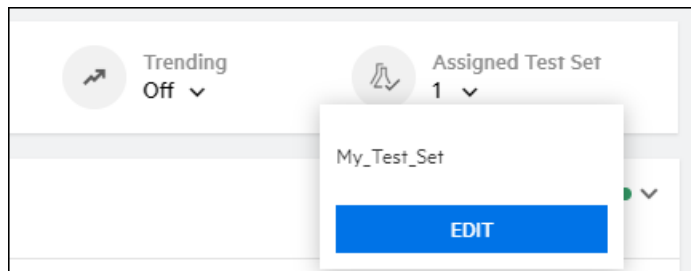 Trending
Off
Assigned Test Set
1
My_Test_Set
EDIT